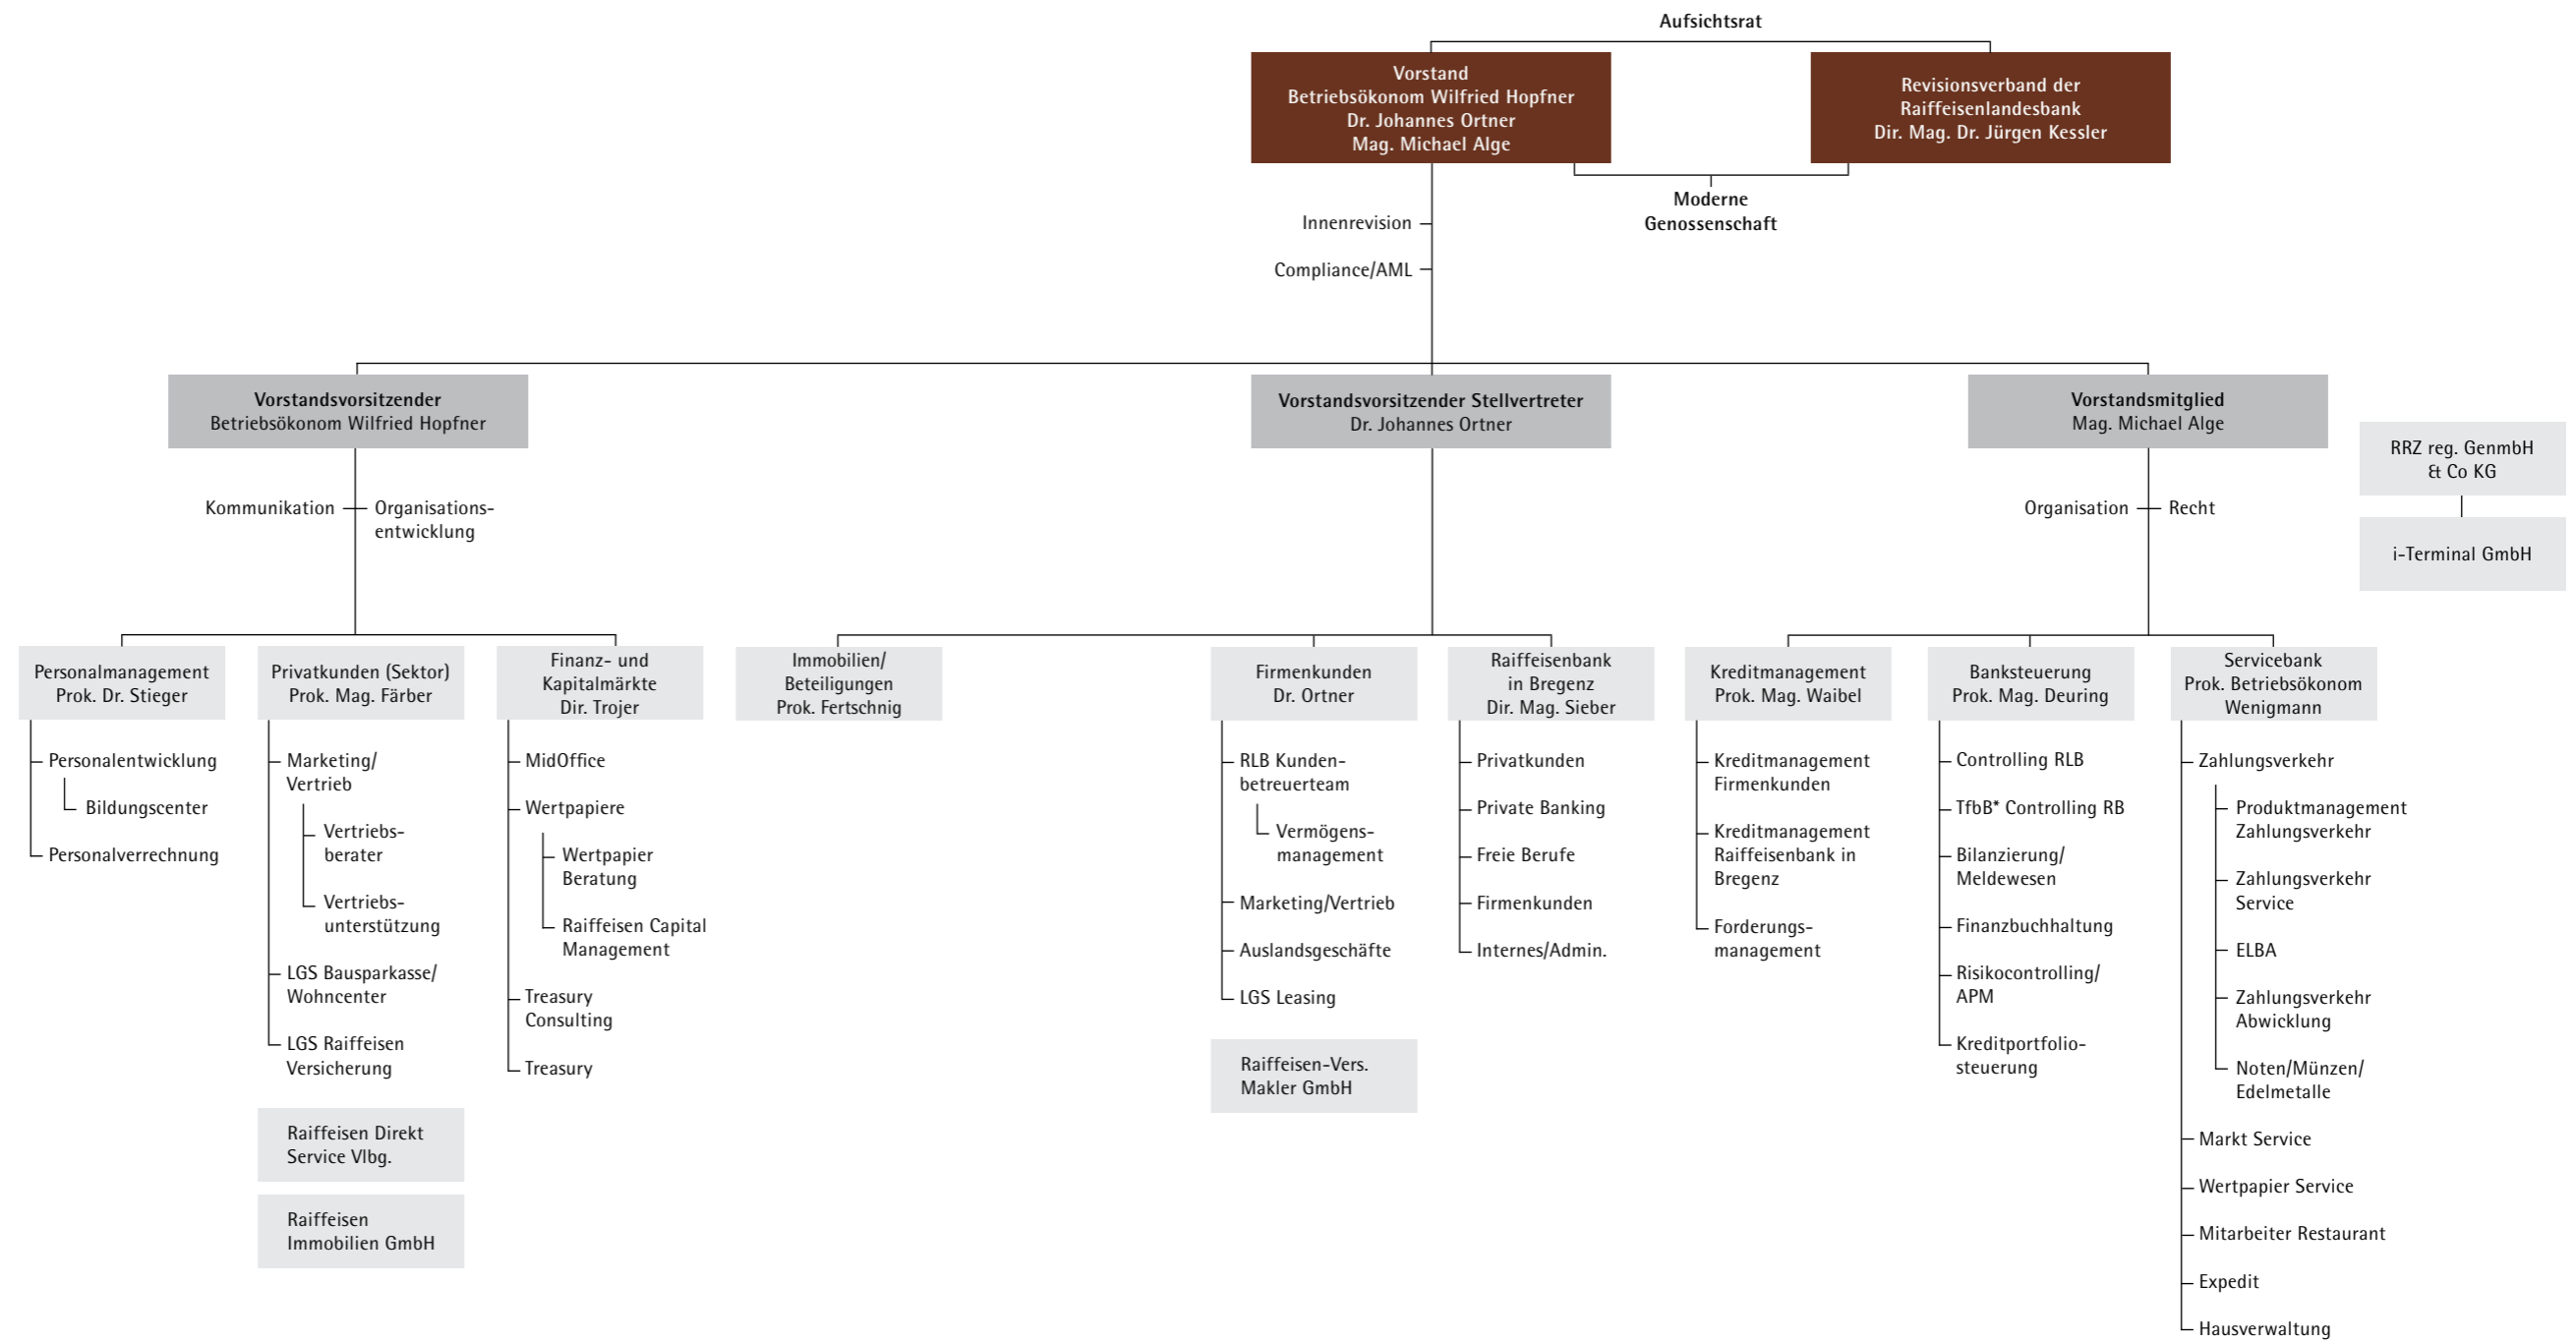 Aufsichtsrat
Vorstand
Betriebsökonom Wilfried Hopfner
Dr. Johannes Ortner
Mag. Michael Alge
Revisionsverband der
Raiffeisenlandesbank
Dir. Mag. Dr. Jürgen Kessler
Moderne
Genossenschaft
Innenrevision
Compliance/AML
Vorstandsvorsitzender
Betriebsökonom Wilfried Hopfner
Vorstandsvorsitzender Stellvertreter
Dr. Johannes Ortner
Vorstandsmitglied
Mag. Michael Alge
RRZ reg. GenmbH
& Co KG
i-Terminal GmbH
Kommunikation
Organisations-
entwicklung
Organisation
Recht
Personalmanagement
Prok. Dr. Stieger
Personalentwicklung
Bildungscenter
Personalverrechnung
Privatkunden (Sektor)
Prok. Mag. Färber
Marketing/
Vertrieb
Vertriebs-
berater
Vertriebs-
unterstützung
LGS Bausparkasse/
Wohncenter
LGS Raiffeisen
Versicherung
Raiffeisen Direkt
Service Vlbg.
Raiffeisen
Immobilien GmbH
Finanz- und
Kapitalmärkte
Dir. Trojer
MidOffice
Wertpapiere
Wertpapier
Beratung
Raiffeisen Capital
Management
Treasury
Consulting
Treasury
Immobilien/
Beteiligungen
Prok. Fertschnig
Firmenkunden
Dr. Ortner
RLB Kunden-
betreuerteam
Vermögens-
management
Marketing/Vertrieb
Auslandsgeschäfte
LGS Leasing
Raiffeisen-Vers.
Makler GmbH
Raiffeisenbank
in Bregenz
Dir. Mag. Sieber
Privatkunden
Private Banking
Freie Berufe
Firmenkunden
Internes/Admin.
Kreditmanagement
Prok. Mag. Waibel
Kreditmanagement
Firmenkunden
Kreditmanagement
Raiffeisenbank in
Bregenz
Forderungs-
management
Banksteuerung
Prok. Mag. Deuring
Controlling RLB
TfbB* Controlling RB
Bilanzierung/
Meldewesen
Finanzbuchhaltung
Risikocontrolling/
APM
Kreditportfolio-
steuerung
Servicebank
Prok. Betriebsökonom
Wenigmann
Zahlungsverkehr
Produktmanagement
Zahlungsverkehr
Zahlungsverkehr
Service
ELBA
Zahlungsverkehr
Abwicklung
Noten/Münzen/
Edelmetalle
Markt Service
Wertpapier Service
Mitarbeiter Restaurant
Expedit
Hausverwaltung